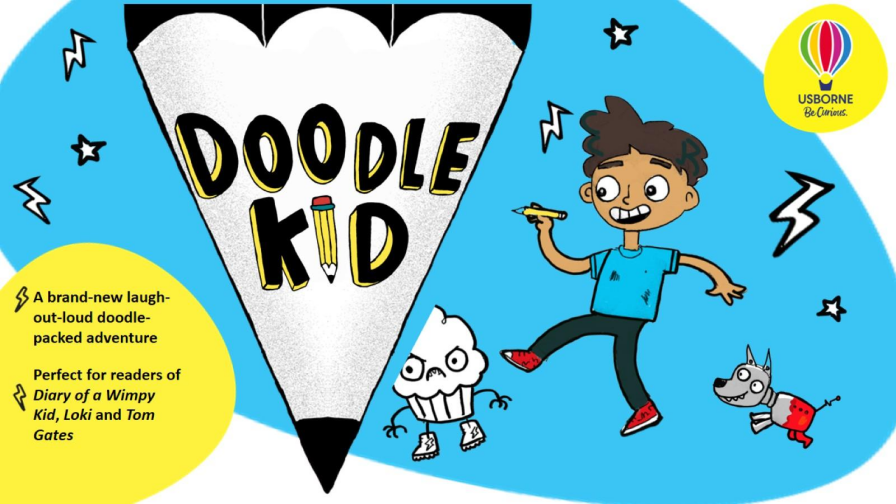 DOODLE
KID
USBORNE
Be Curious.
A brand-new laugh-
out-loud doodle-
packed adventure
Perfect for readers of
Diary of a Wimpy
Kid, Loki and Tom
Gates